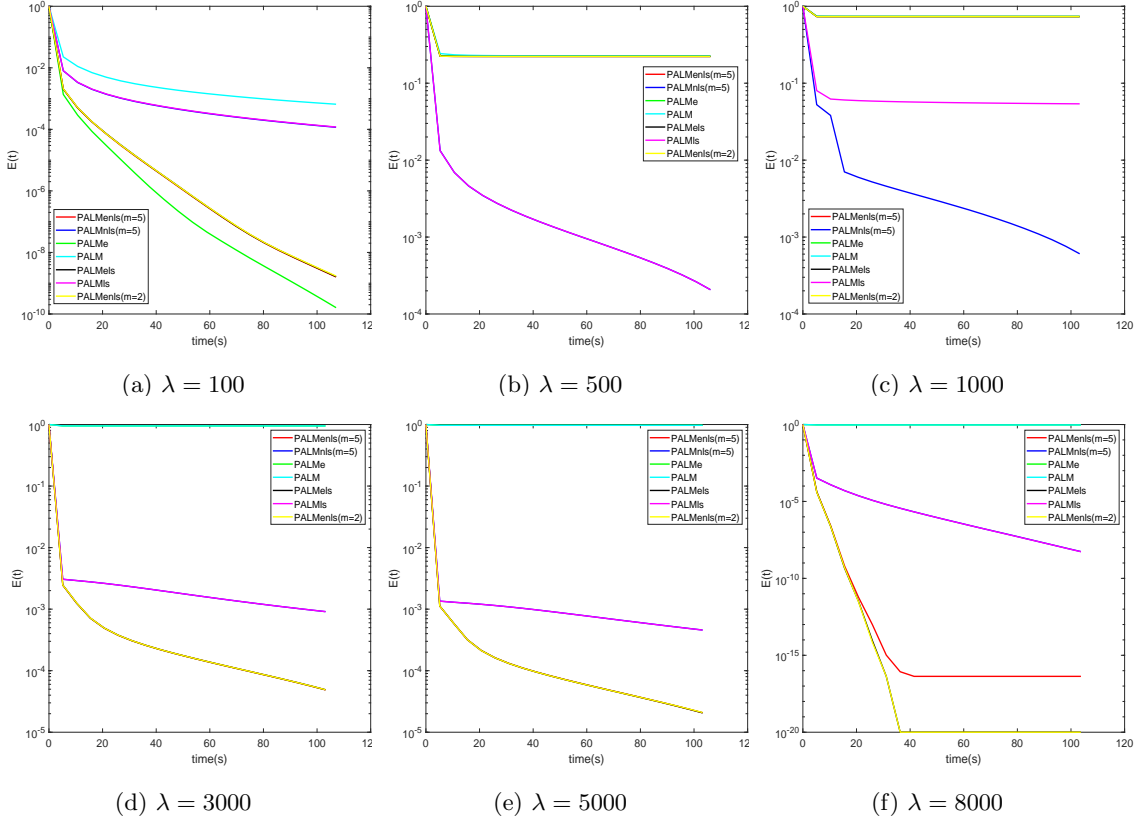 10^0
10^-2
10^-4
10^-6
10^-8
10^-10
E(t)
PALMenls(m=5)
PALMnls(m=5)
PALMe
PALM
PALMels
PALMls
PALMenls(m=2)
0 20 40 60 80 100 120
time(s)
(a) λ = 100
10^0
10^-1
10^-2
10^-3
10^-4
E(t)
PALMenls(m=5)
PALMnls(m=5)
PALMe
PALM
PALMels
PALMls
PALMenls(m=2)
0 20 40 60 80 100 12
time(s)
(b) λ = 500
10^0
10^-1
10^-2
10^-3
10^-4
E(t)
PALMenls(m=5)
PALMnls(m=5)
PALMe
PALM
PALMels
PALMls
PALMenls(m=2)
0 20 40 60 80 100 120
time(s)
(c) λ = 1000
10^0
10^-1
10^-2
10^-3
10^-4
10^-5
E(t)
PALMenls(m=5)
PALMnls(m=5)
PALMe
PALM
PALMels
PALMls
PALMenls(m=2)
0 20 40 60 80 100 12
time(s)
(d) λ = 3000
10^0
10^-1
10^-2
10^-3
10^-4
10^-5
E(t)
PALMenls(m=5)
PALMnls(m=5)
PALMe
PALM
PALMels
PALMls
PALMenls(m=2)
0 20 40 60 80 100 12
time(s)
(e) λ = 5000
10^0
10^-5
10^-10
10^-15
10^-20
E(t)
PALMenls(m=5)
PALMnls(m=5)
PALMe
PALM
PALMels
PALMls
PALMenls(m=2)
0 20 40 60 80 100 120
time(s)
(f) λ = 8000